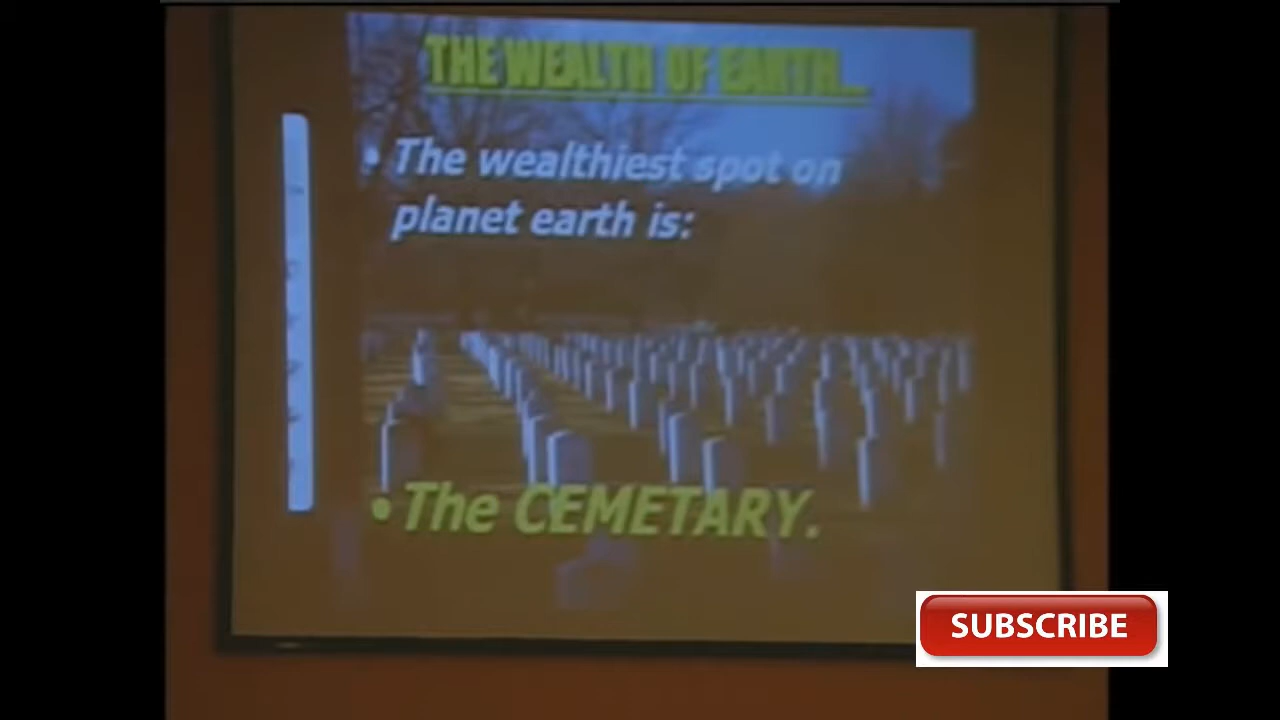 THE WEALTH OF EARTH...
• The wealthiest spot on
planet earth is:
• The CEMETARY.
SUBSCRIBE